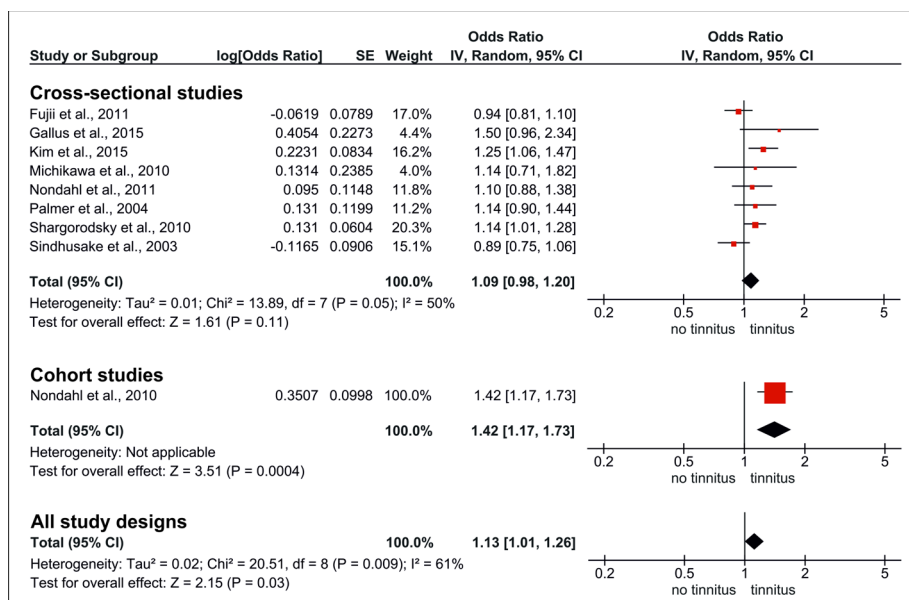 Odds Ratio Odds Ratio
Study or Subgroup log[Odds Ratio] SE Weight IV, Random, 95% CI IV, Random, 95% CI
Cross-sectional studies
Fujii et al., 2011 -0.0619 0.0789 17.0% 0.94 [0.81, 1.10]
Gallus et al., 2015 0.4054 0.2273 4.4% 1.50 [0.96, 2.34]
Kim et al., 2015 0.2231 0.0834 16.2% 1.25 [1.06, 1.47]
Michikawa et al., 2010 0.1314 0.2385 4.0% 1.14 [0.71, 1.82]
Nondahl et al., 2011 0.095 0.1148 11.8% 1.10 [0.88, 1.38]
Palmer et al., 2004 0.131 0.1199 11.2% 1.14 [0.90, 1.44]
Shargorodsky et al., 2010 0.131 0.0604 20.3% 1.14 [1.01, 1.28]
Sindhusake et al., 2003 -0.1165 0.0906 15.1% 0.89 [0.75, 1.06]
Total (95% CI) 100.0% 1.09 [0.98, 1.20]
Heterogeneity: Tau² = 0.01; Chi² = 13.89, df = 7 (P = 0.05); I² = 50%
Test for overall effect: Z = 1.61 (P = 0.11)
0.2 0.5 1 2 5
no tinnitus tinnitus
Cohort studies
Nondahl et al., 2010 0.3507 0.0998 100.0% 1.42 [1.17, 1.73]
Total (95% CI) 100.0% 1.42 [1.17, 1.73]
Heterogeneity: Not applicable
Test for overall effect: Z = 3.51 (P = 0.0004)
0.2 0.5 1 2 5
no tinnitus tinnitus
All study designs
Total (95% CI) 100.0% 1.13 [1.01, 1.26]
Heterogeneity: Tau² = 0.02; Chi² = 20.51, df = 8 (P = 0.009); I² = 61%
Test for overall effect: Z = 2.15 (P = 0.03)
0.2 0.5 1 2 5
no tinnitus tinnitus